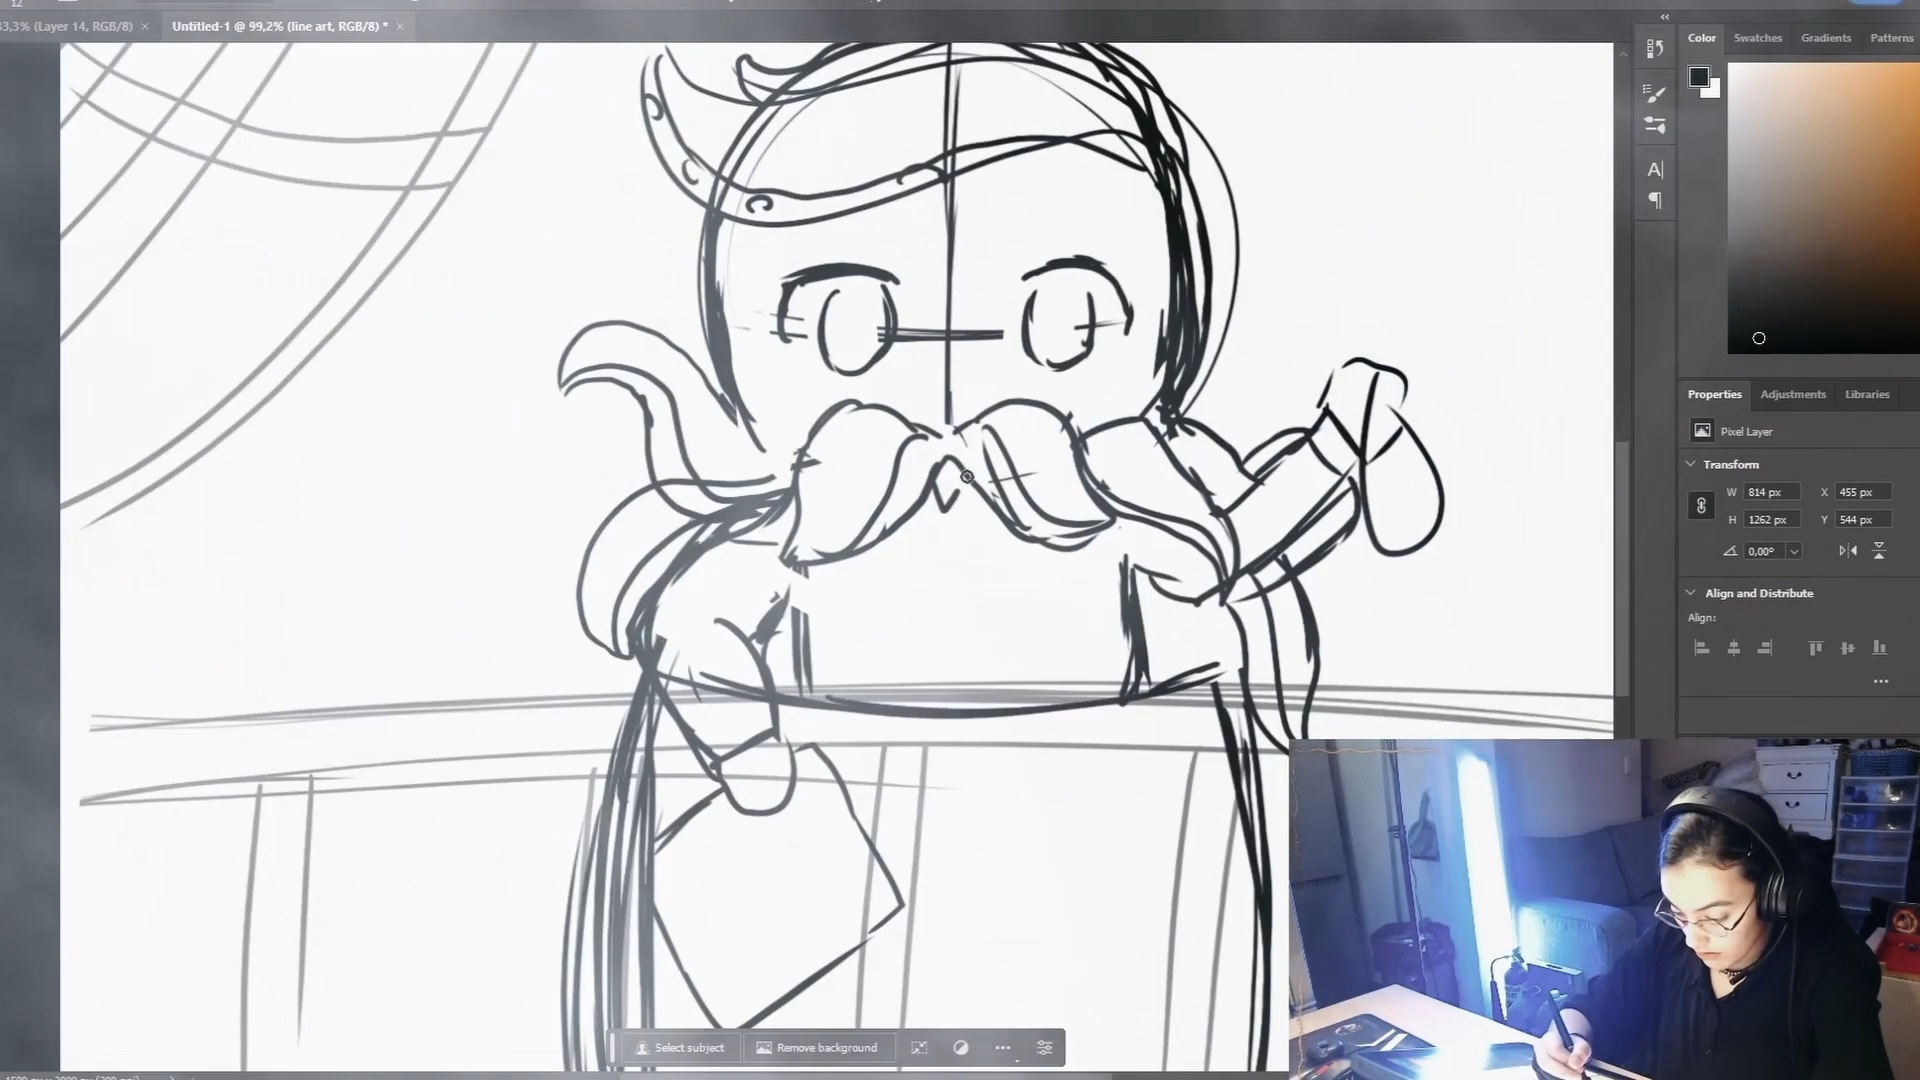 12
33,3% (Layer 14, RGB/8) ×
Untitled-1 @ 99,2% (line art, RGB/8) * ×
Color
Swatches
Gradients
Patterns
Properties
Adjustments
Libraries
Pixel Layer
Transform
W 814 px
X 455 px
H 1262 px
Y 544 px
0,00°
Align and Distribute
Align:
Select subject
Remove background